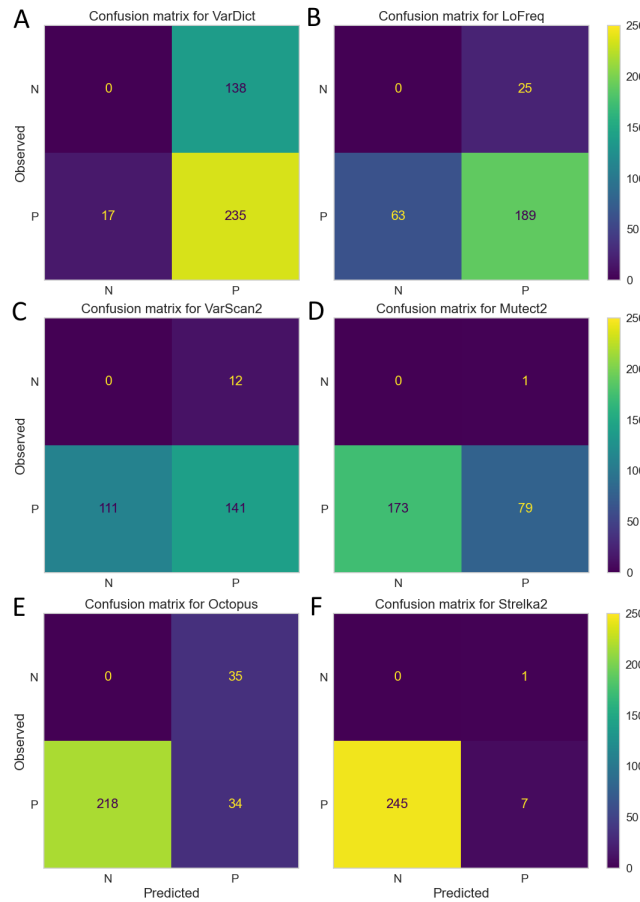 A Confusion matrix for VarDict
B Confusion matrix for LoFreq
N 0 138
0 25 250
Observed
200
150
P 17 235
63 189 100
50
N P
N P 0
C Confusion matrix for VarScan2
D Confusion matrix for Mutect2
N 0 12
N 0 1 250
Observed
200
150
P 111 141
P 173 79 100
50
N P
N P 0
E Confusion matrix for Octopus
F Confusion matrix for Strelka2
N 0 35
N 0 1 250
Observed
200
150
P 218 34
P 245 7 100
50
N P
N P 0
Predicted
Predicted